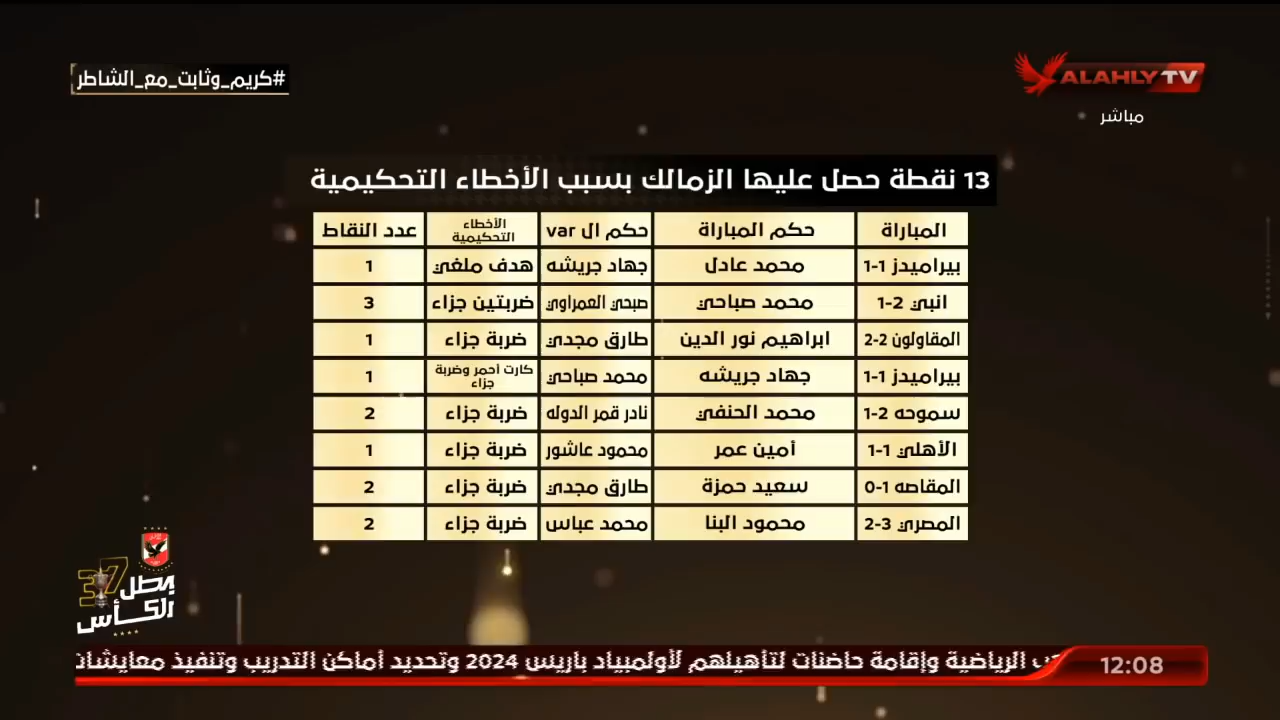 #كريم_وثابت_مع_الشاطر
ALAHLY TV
مباشر
13 نقطة حصل عليها الزمالك بسبب الأخطاء التحكيمية
المباراة حكم المباراة حكم ال var الأخطاء التحكيمية عدد النقاط
بيراميدز 1-1 محمد عادل جهاد جريشه هدف ملغي 1
انبي 2-1 محمد صباحي صبحي العمراوي ضربتين جزاء 3
المقاولون 2-2 ابراهيم نور الدين طارق مجدي ضربة جزاء 1
بيراميدز 1-1 جهاد جريشه محمد صباحي كارت أحمر وضربة جزاء 1
سموحه 2-1 محمد الحنفي نادر قمر الدوله ضربة جزاء 2
الأهلي 1-1 أمين عمر محمود عاشور ضربة جزاء 1
المقاصه 1-0 سعيد حمزة طارق مجدي ضربة جزاء 2
المصري 3-2 محمود البنا محمد عباس ضربة جزاء 2
37
بطل
الكأس
الرياضية وإقامة حاضنات لتأهيلهم لأولمبياد باريس 2024 وتحديد أماكن التدريب وتنفيذ معايشات
12:08